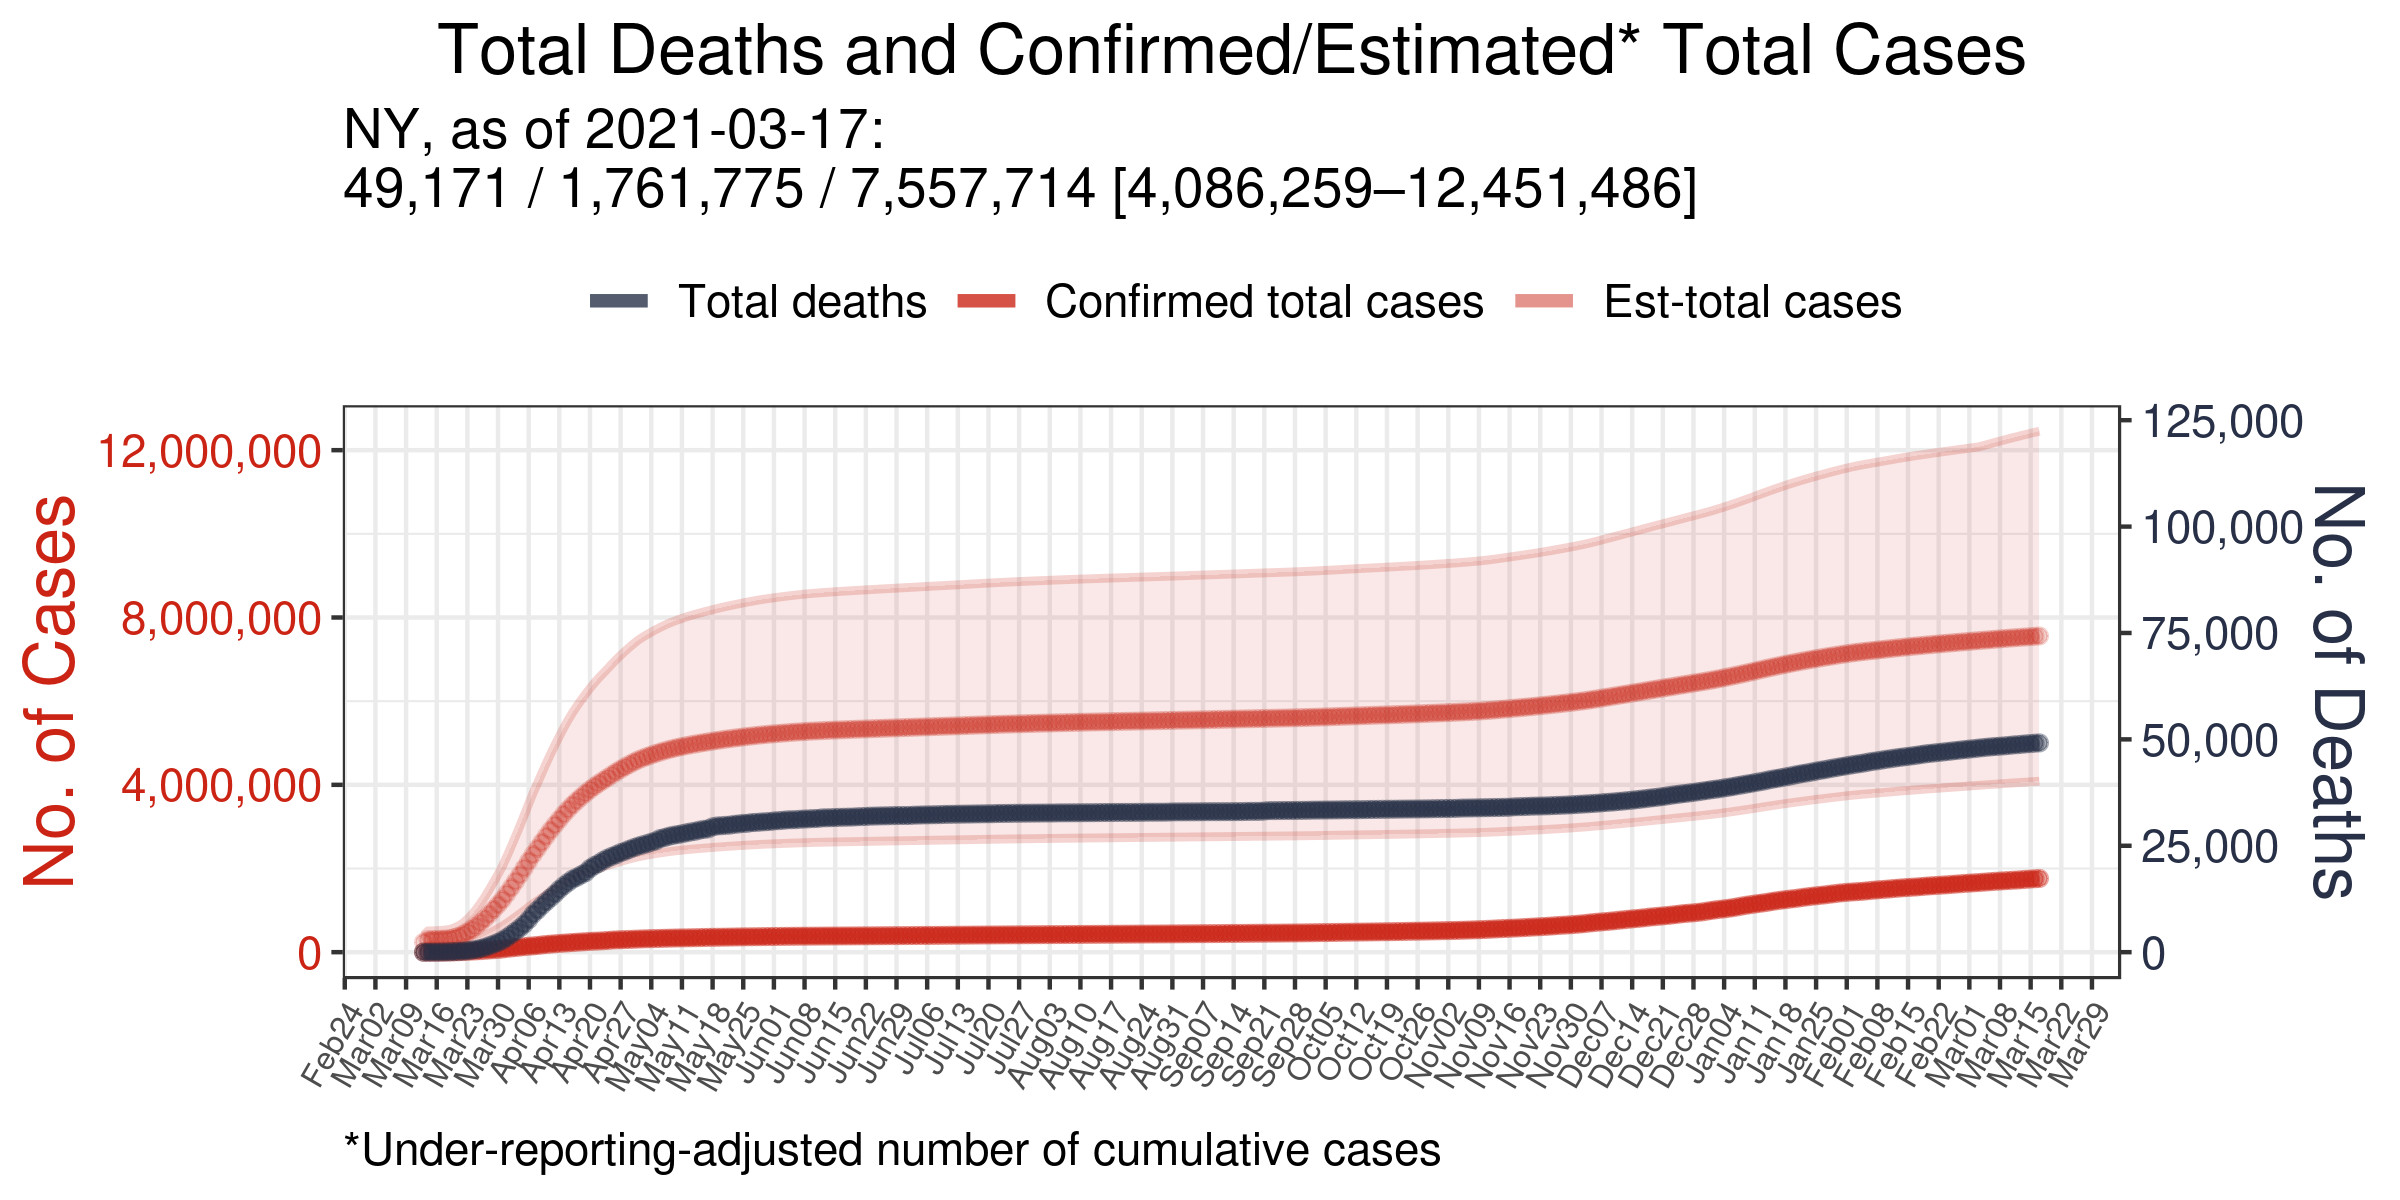 Total Deaths and Confirmed/Estimated* Total Cases
NY, as of 2021-03-17:
49,171 / 1,761,775 / 7,557,714 [4,086,259–12,451,486]
Total deaths
Confirmed total cases
Est-total cases
No. of Cases
12,000,000
8,000,000
4,000,000
0
125,000
100,000
75,000
50,000
25,000
0
No. of Deaths
Feb24
Mar02
Mar09
Mar16
Mar23
Mar30
Apr06
Apr13
Apr20
Apr27
May04
May11
May18
May25
Jun01
Jun08
Jun15
Jun22
Jun29
Jul06
Jul13
Jul20
Jul27
Aug03
Aug10
Aug17
Aug24
Aug31
Sep07
Sep14
Sep21
Sep28
Oct05
Oct12
Oct19
Oct26
Nov02
Nov09
Nov16
Nov23
Nov30
Dec07
Dec14
Dec21
Dec28
Jan04
Jan11
Jan18
Jan25
Feb01
Feb08
Feb15
Feb22
Mar01
Mar08
Mar15
Mar22
Mar29
*Under-reporting-adjusted number of cumulative cases